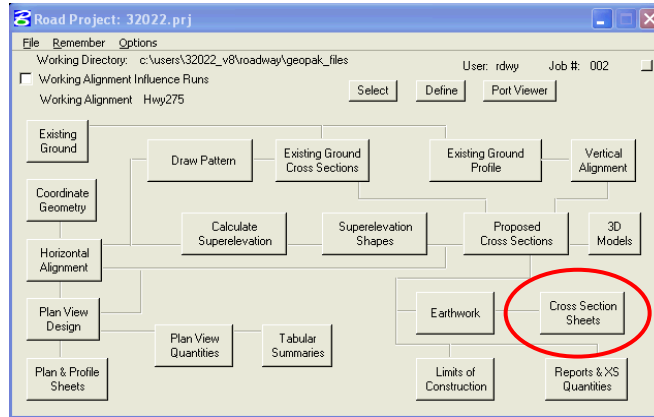 Road Project: 32022.prj
File Remember Options
Working Directory: c:\users\32022_v8\roadway\geopak_files
User: rdwy Job #: 002
Working Alignment Influence Runs
Working Alignment Hwy275
Select Define Port Viewer
Existing
Ground
Draw Pattern
Existing Ground
Cross Sections
Existing Ground
Profile
Vertical
Alignment
Coordinate
Geometry
Calculate
Superelevation
Superelevation
Shapes
Proposed
Cross Sections
3D
Models
Horizontal
Alignment
Plan View
Design
Earthwork
Cross Section
Sheets
Plan View
Quantities
Tabular
Summaries
Plan & Profile
Sheets
Limits of
Construction
Reports & XS
Quantities